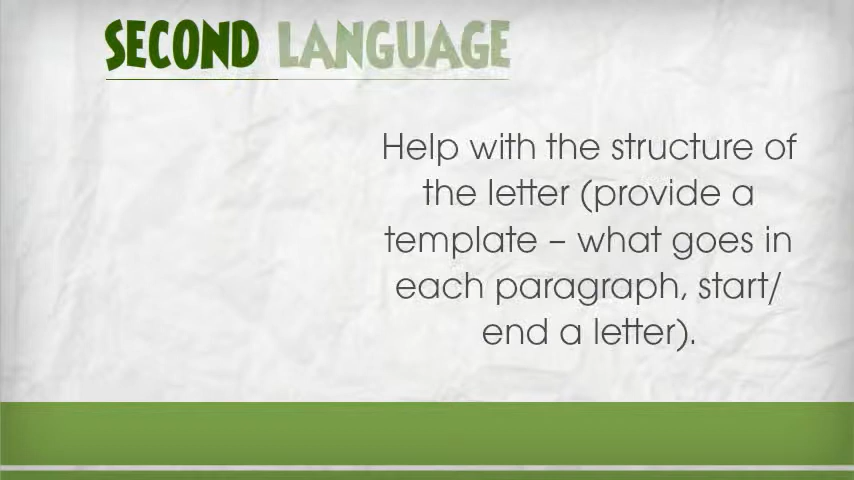 SECOND LANGUAGE
Help with the structure of
the letter (provide a
template – what goes in
each paragraph, start/
end a letter).